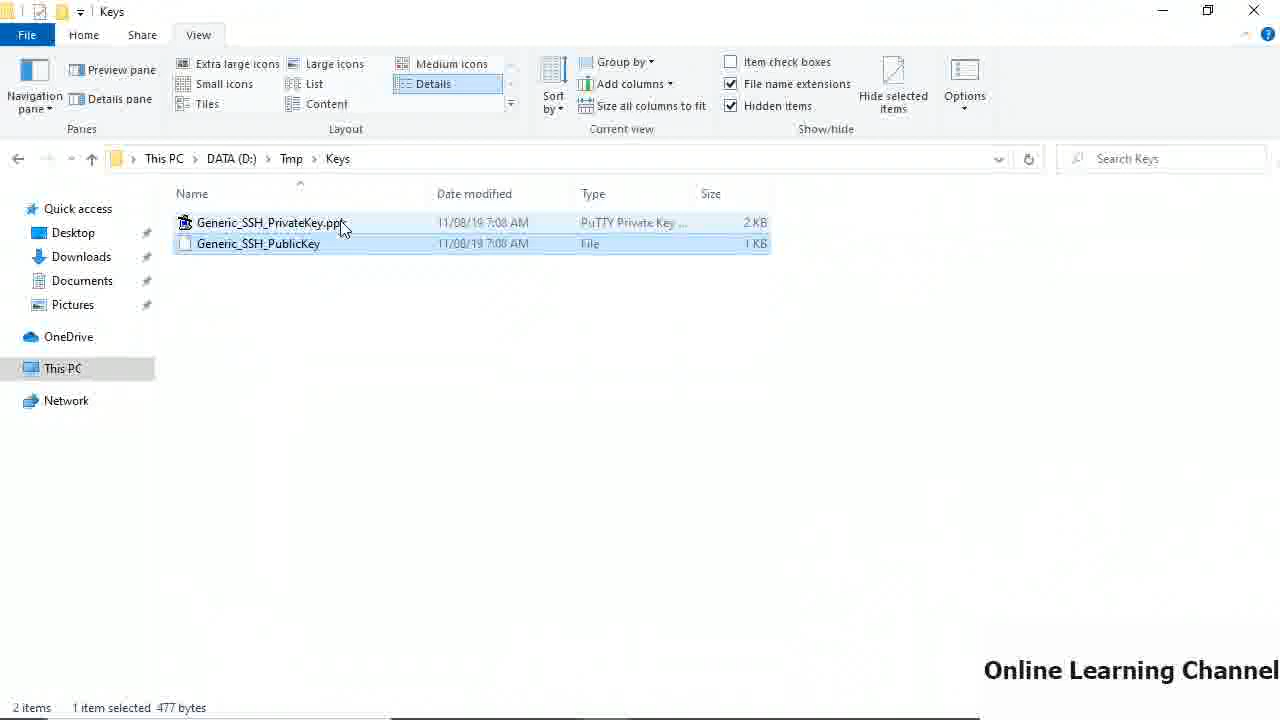 Keys
File Home Share View
Navigation pane
Preview pane
Details pane
Panes
Extra large icons Large icons Medium icons
Small icons List Details
Tiles Content
Layout
Sort by
Group by
Add columns
Size all columns to fit
Current view
Item check boxes
File name extensions
Hidden items
Hide selected items
Show/hide
Options
This PC DATA (D:) Tmp Keys
Search Keys
Name Date modified Type Size
Generic_SSH_PrivateKey.ppk 11/08/19 7:08 AM PuTTY Private Key ... 2 KB
Generic_SSH_PublicKey 11/08/19 7:08 AM File 1 KB
Quick access
Desktop
Downloads
Documents
Pictures
OneDrive
This PC
Network
Online Learning Channel
2 items 1 item selected 477 bytes